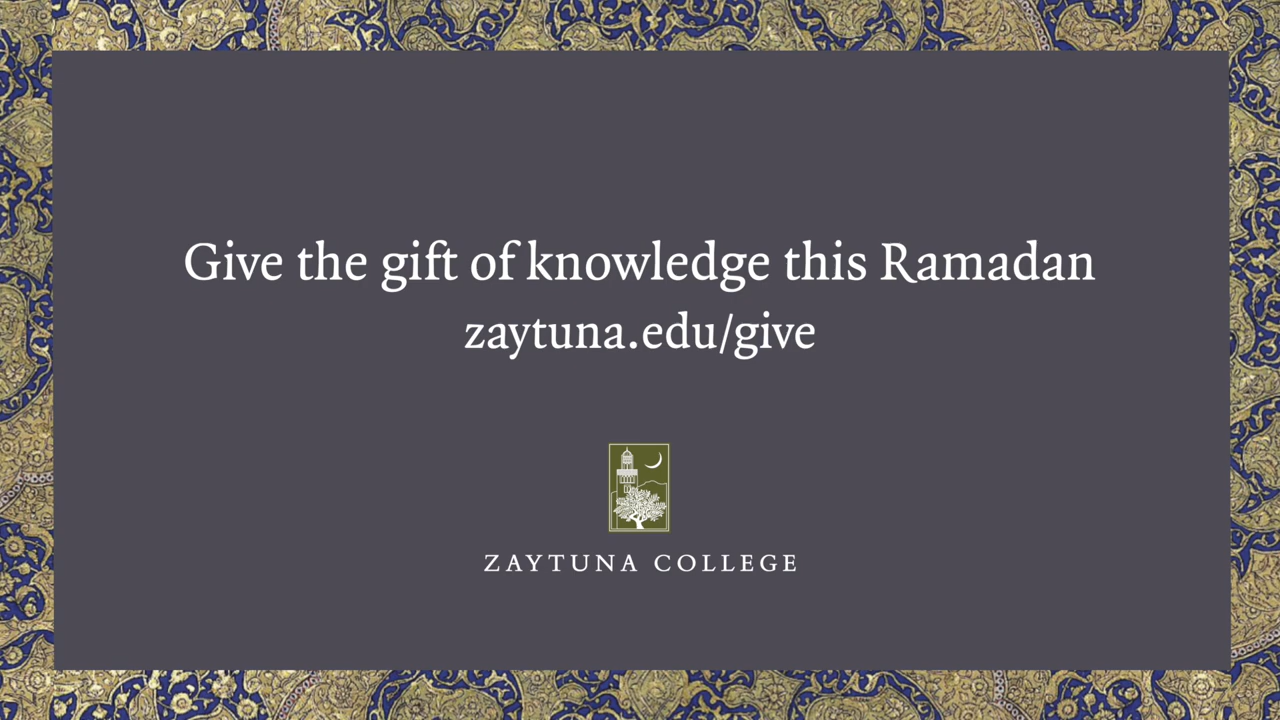 Give the gift of knowledge this Ramadan
zaytuna.edu/give
ZAYTUNA COLLEGE